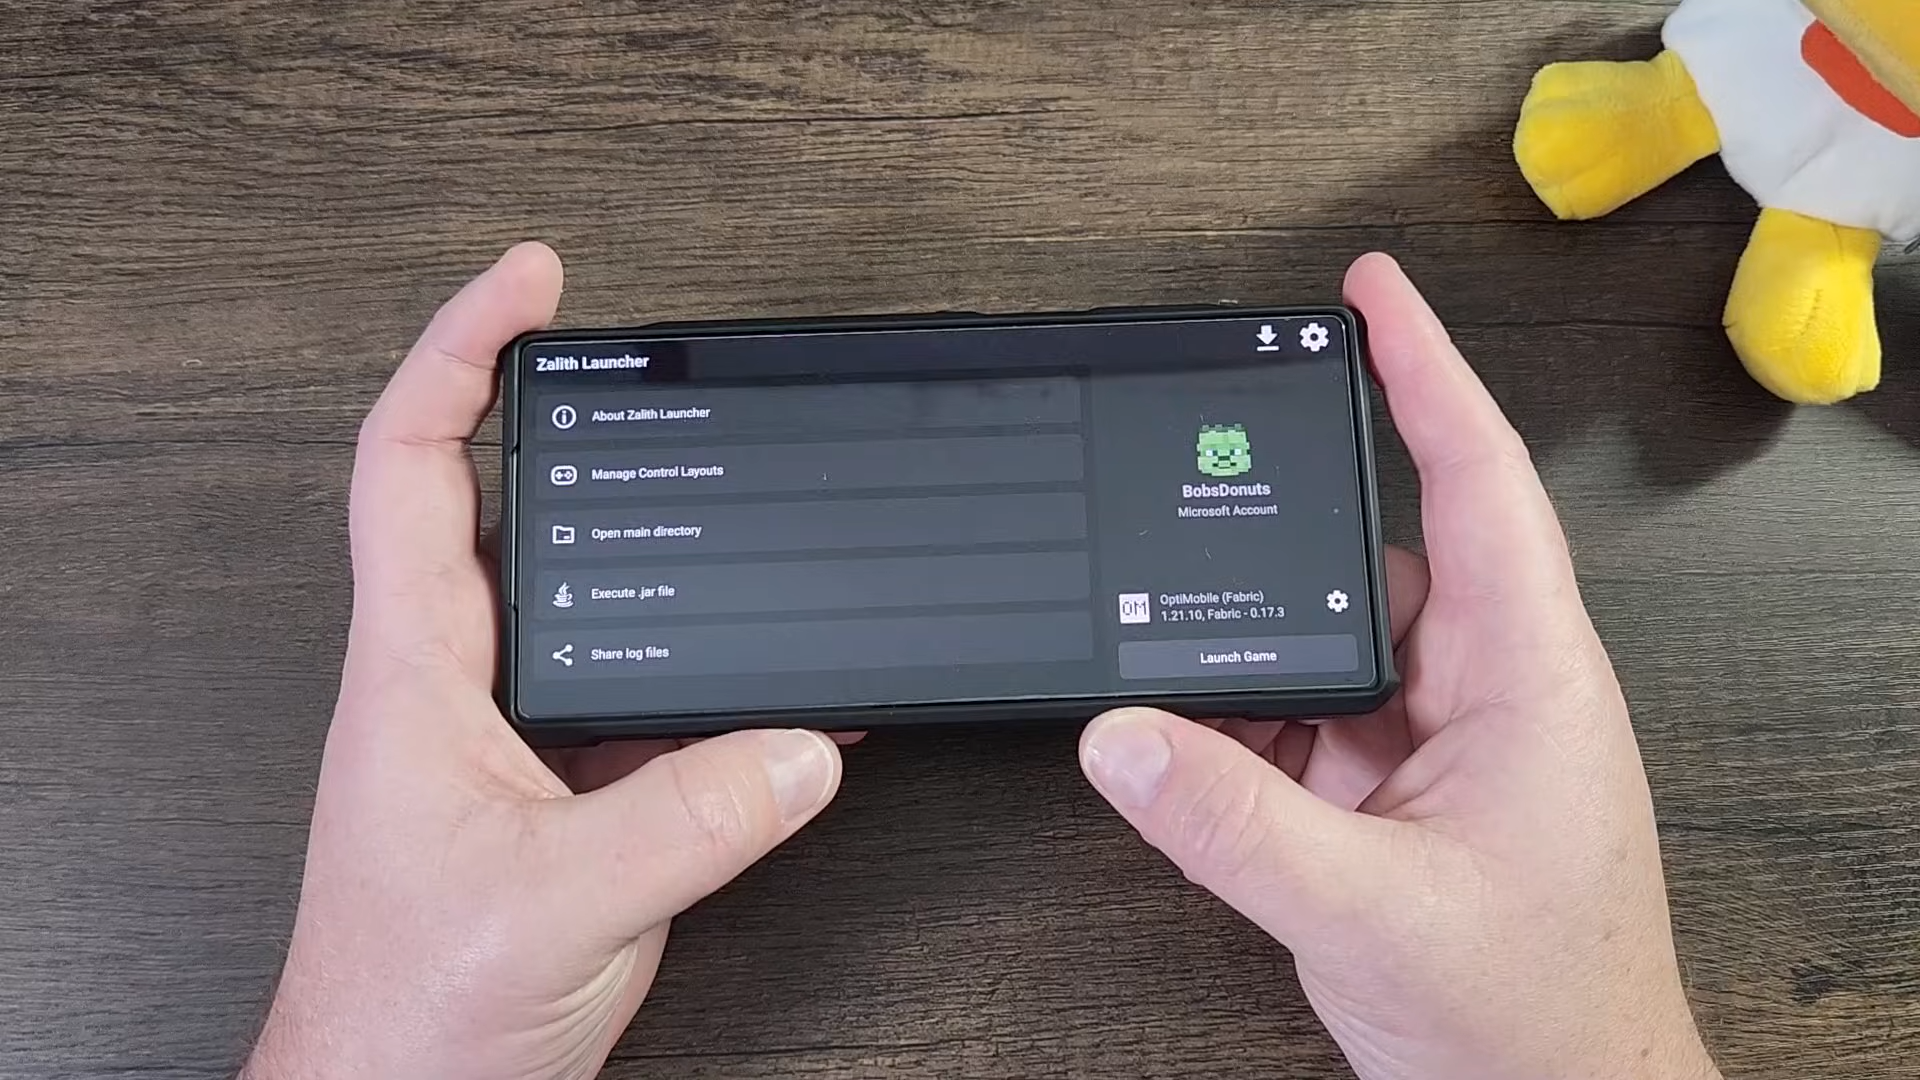 Zalith Launcher
About Zalith Launcher
Manage Control Layouts
Open main directory
Execute .jar file
Share log files
BobsDonuts
Microsoft Account
OM
OptiMobile (Fabric)
1.21.10, Fabric - 0.17.3
Launch Game